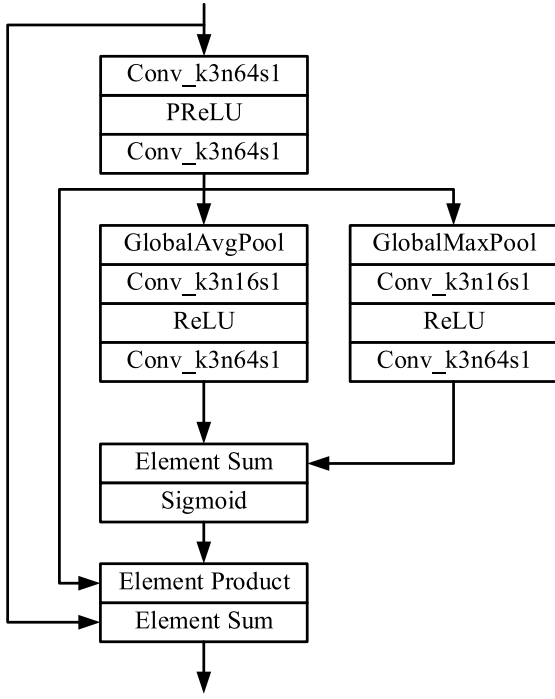 Conv_k3n64s1
PReLU
Conv_k3n64s1
GlobalAvgPool
Conv_k3n16s1
ReLU
Conv_k3n64s1
GlobalMaxPool
Conv_k3n16s1
ReLU
Conv_k3n64s1
Element Sum
Sigmoid
Element Product
Element Sum